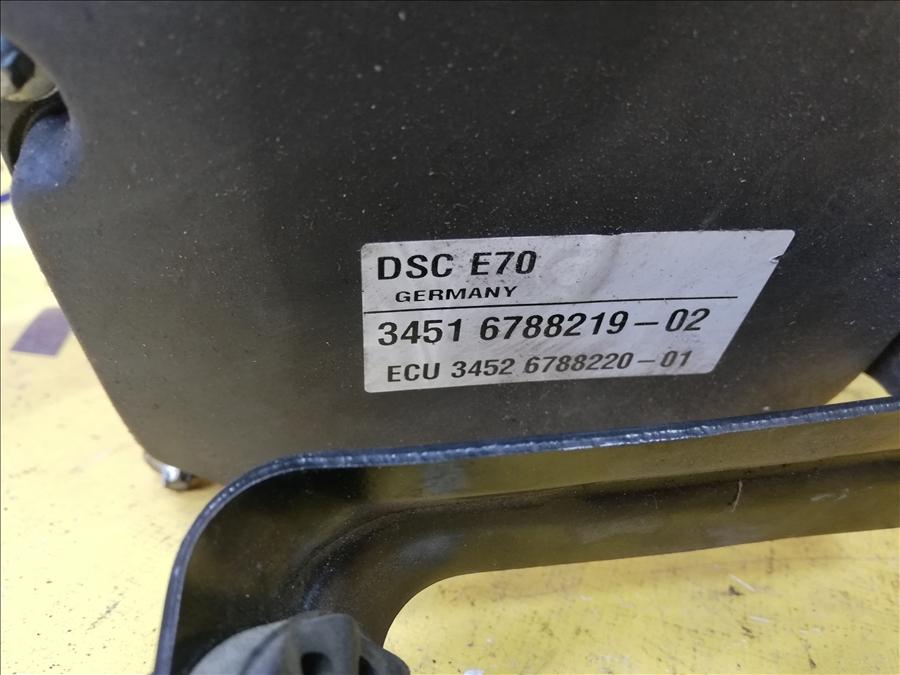 DSC E70
GERMANY
3451 6788219-02
ECU 3452 6788220-01